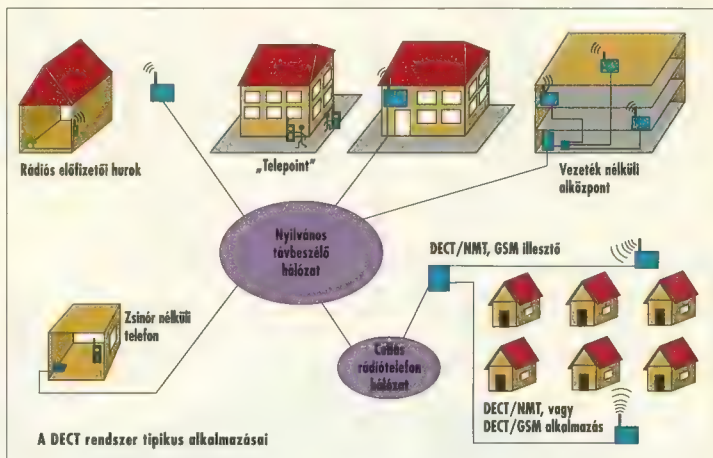 Rádiós előfizetői hurok
„Telepoint"
Vezeték nélküli
alközpont
Nyilvános
távbeszélő
hálózat
DECT/NMT, GSM illesztő
Zsinór nélküli
telefon
Cellás
rádiótelefon
hálózat
DECT/NMT, vagy
DECT/GSM alkalmazás
A DECT rendszer tipikus alkalmazásai